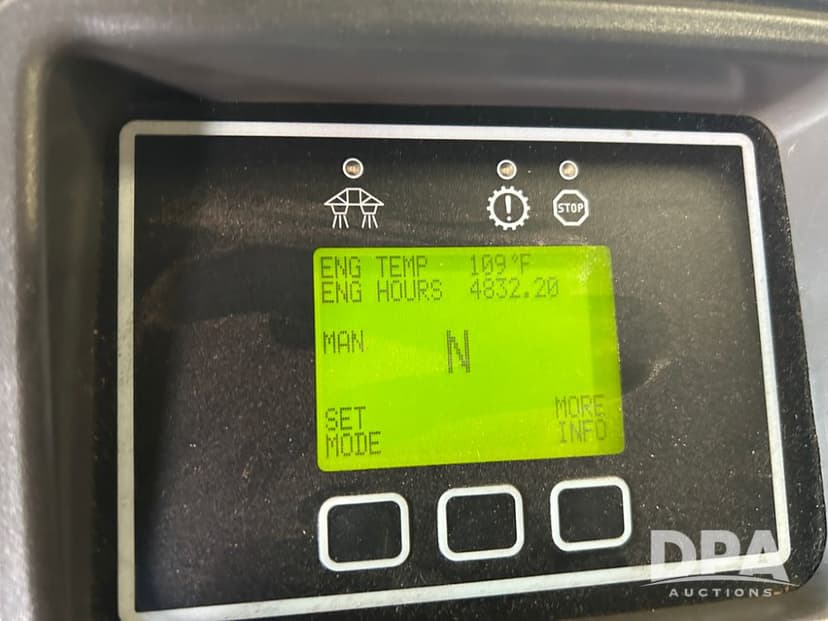 STOP
ENG TEMP 109°F
ENG HOURS 4832.20
MAN N
SET MORE
MODE INFO
DPA
AUCTIONS